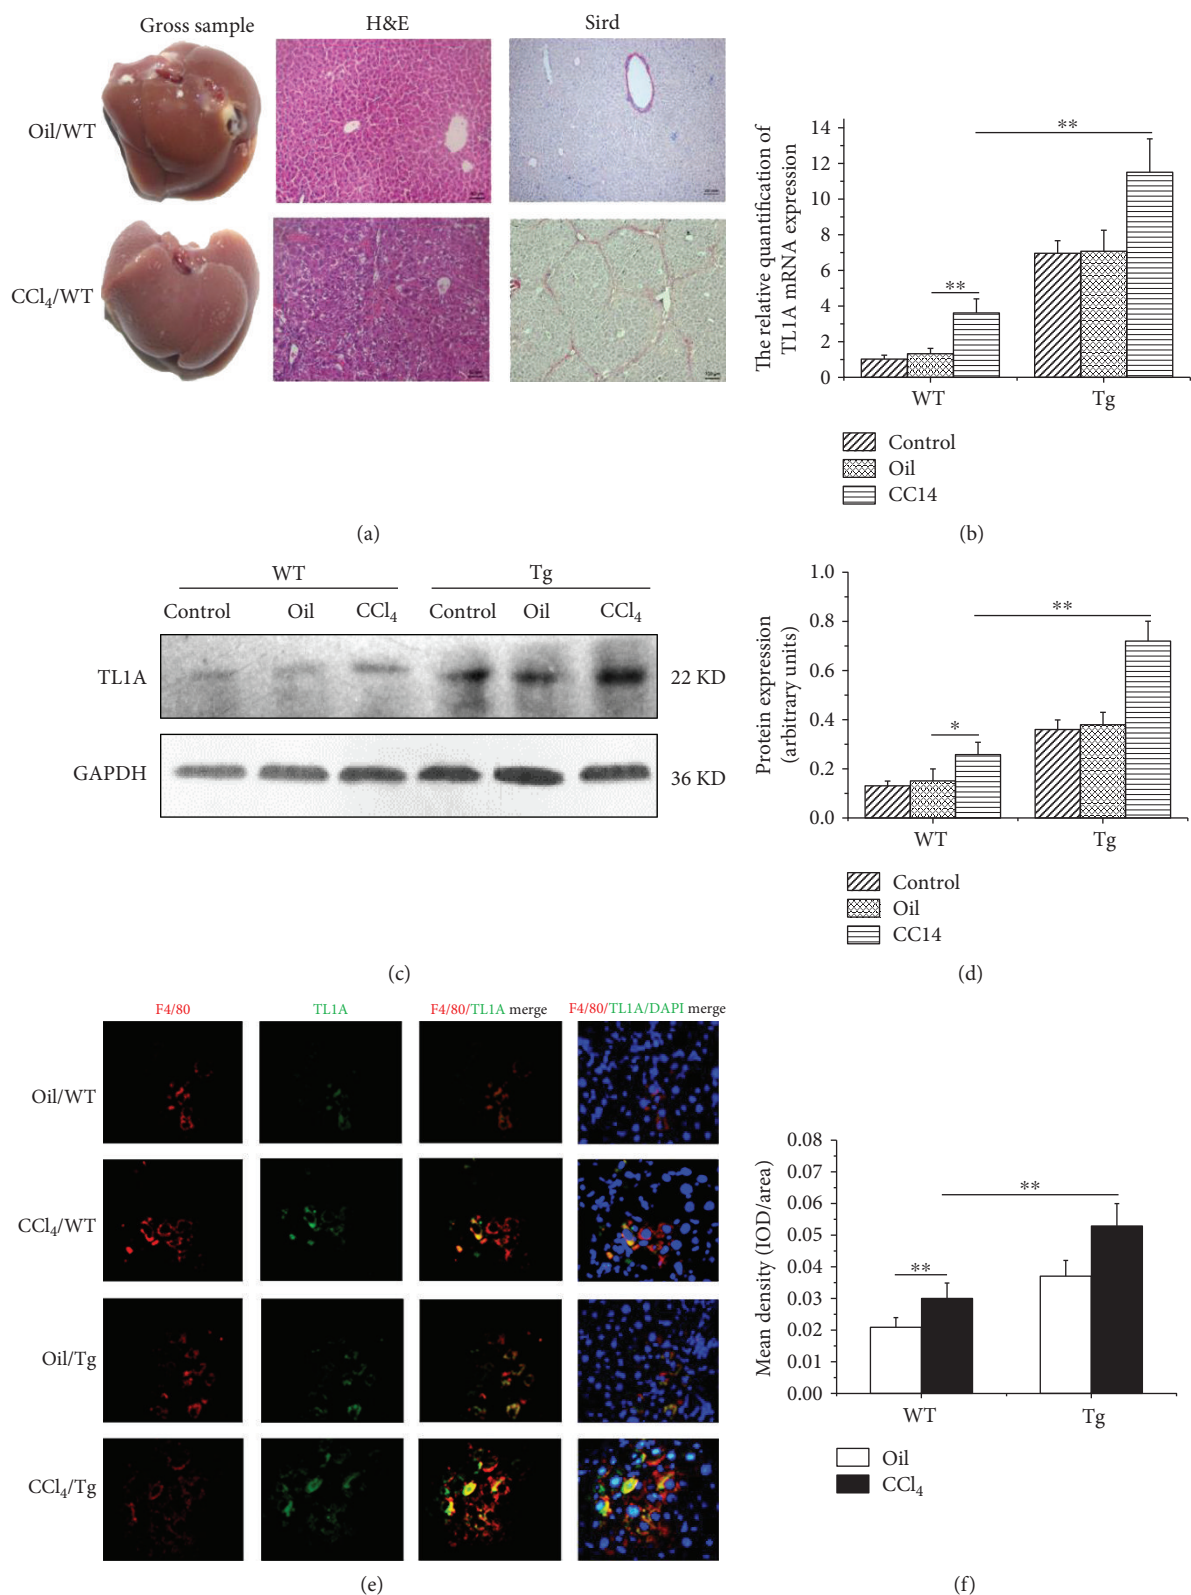 Gross sample
H&E
Sird
Oil/WT
CCl4/WT
(a)
The relative quantification of
TL1A mRNA expression
14
12
10
8
6
4
2
0
**
**
WT
Tg
Control
Oil
CC14
(b)
WT
Tg
Control
Oil
CCl4
Control
Oil
CCl4
TL1A
22 KD
GAPDH
36 KD
(c)
Protein expression
(arbitrary units)
1.0
0.8
0.6
0.4
0.2
0.0
*
**
WT
Tg
Control
Oil
CC14
(d)
F4/80
TL1A
F4/80/TL1A merge
F4/80/TL1A/DAPI merge
Oil/WT
CCl4/WT
Oil/Tg
CCl4/Tg
(e)
Mean density (IOD/area)
0.08
0.07
0.06
0.05
0.04
0.03
0.02
0.01
0.00
**
**
WT
Tg
Oil
CCl4
(f)